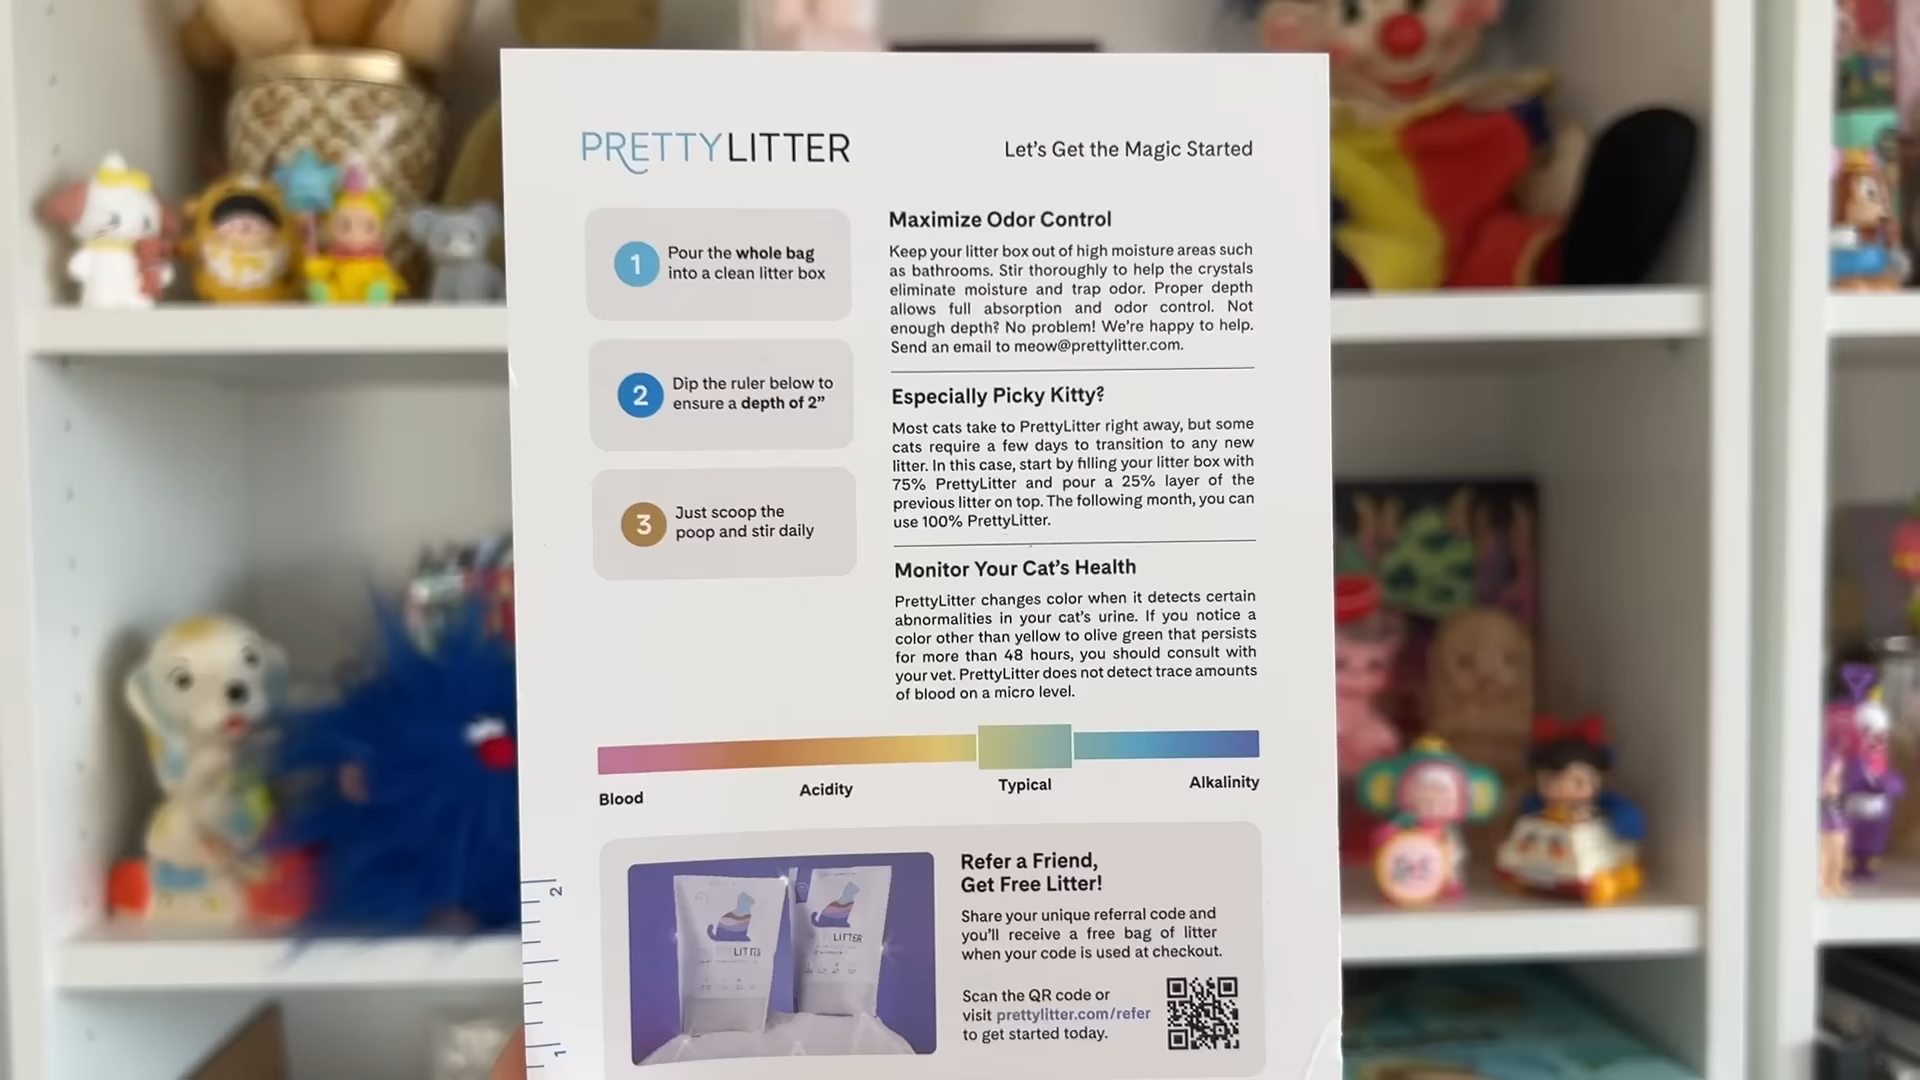 PRETTYLITTER
Let's Get the Magic Started
1
Pour the whole bag
into a clean litter box
2
Dip the ruler below to
ensure a depth of 2”
3
Just scoop the
poop and stir daily
Maximize Odor Control
Keep your litter box out of high moisture areas such
as bathrooms. Stir thoroughly to help the crystals
eliminate moisture and trap odor. Proper depth
allows full absorption and odor control. Not
enough depth? No problem! We're happy to help.
Send an email to meow@prettylitter.com.
Especially Picky Kitty?
Most cats take to PrettyLitter right away, but some
cats require a few days to transition to any new
litter. In this case, start by filling your litter box with
75% PrettyLitter and pour a 25% layer of the
previous litter on top. The following month, you can
use 100% PrettyLitter.
Monitor Your Cat's Health
PrettyLitter changes color when it detects certain
abnormalities in your cat's urine. If you notice a
color other than yellow to olive green that persists
for more than 48 hours, you should consult with
your vet. PrettyLitter does not detect trace amounts
of blood on a micro level.
Blood
Acidity
Typical
Alkalinity
2
1
LITTER
LITTER
Refer a Friend,
Get Free Litter!
Share your unique referral code and
you'll receive a free bag of litter
when your code is used at checkout.
Scan the QR code or
visit prettylitter.com/refer
to get started today.